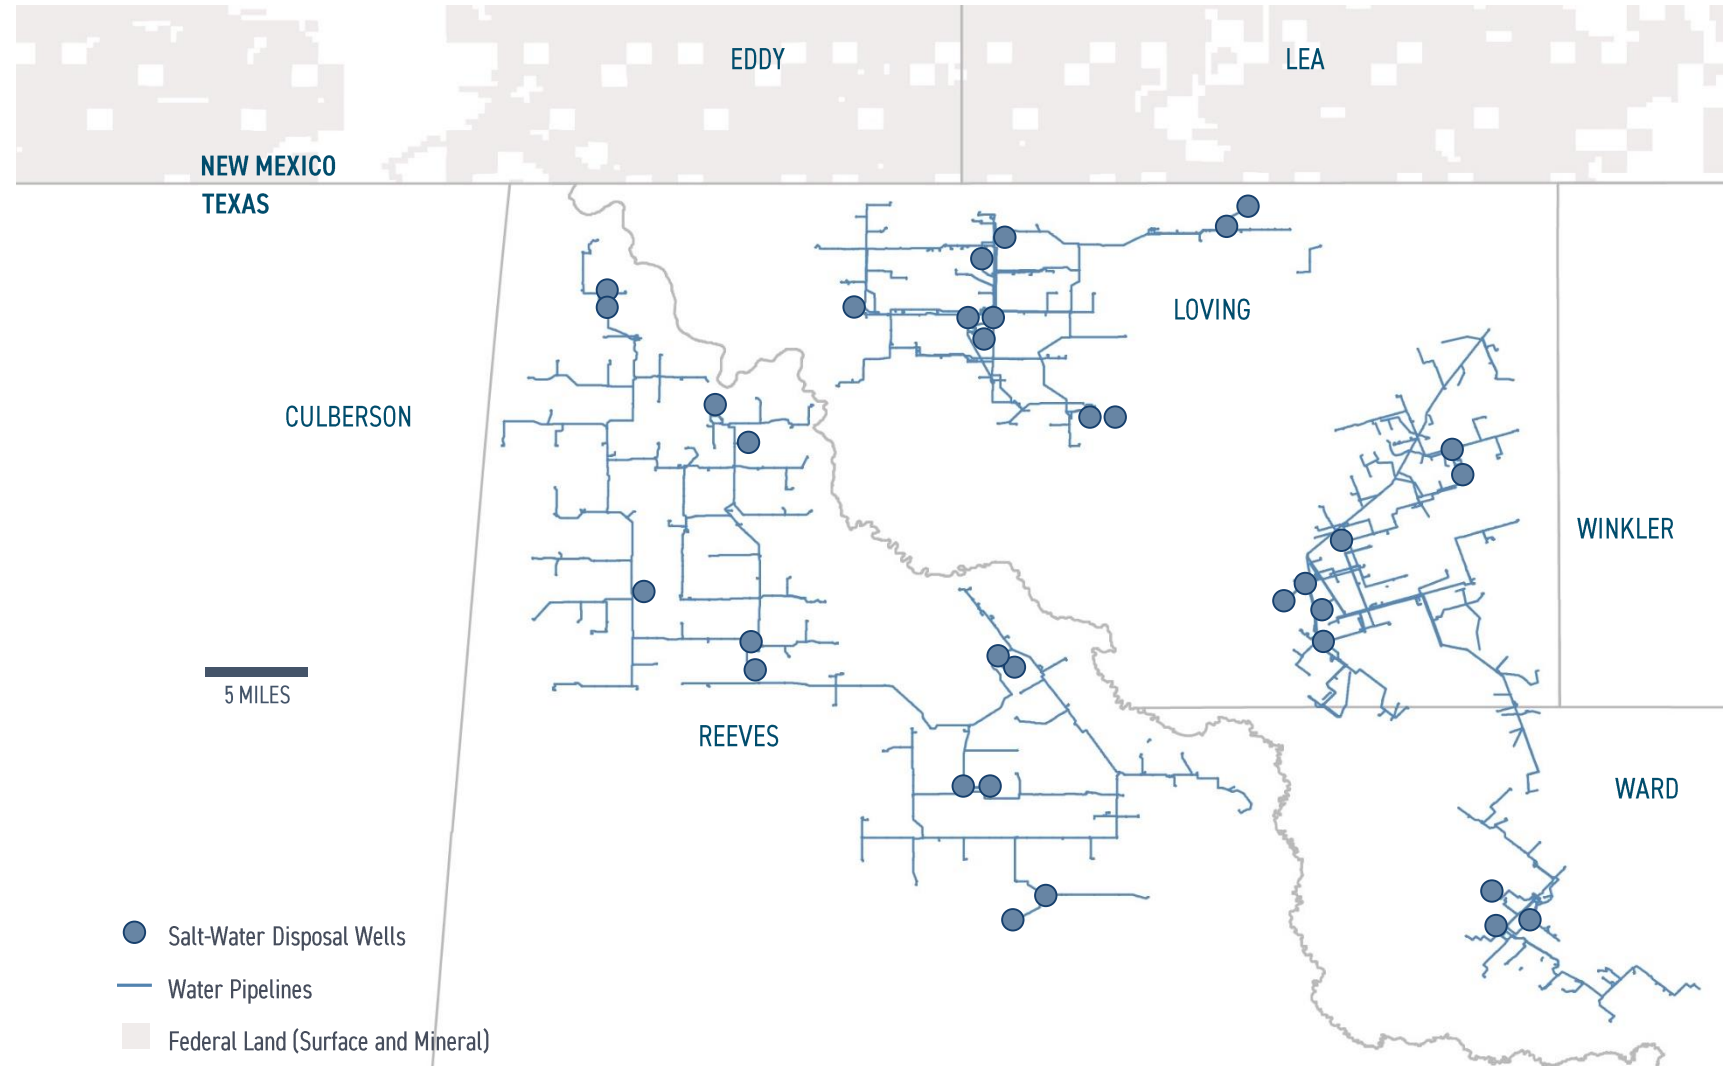 EDDY
LEA
NEW MEXICO
TEXAS
LOVING
CULBERSON
WINKLER
5 MILES
REEVES
WARD
Salt-Water Disposal Wells
Water Pipelines
Federal Land (Surface and Mineral)